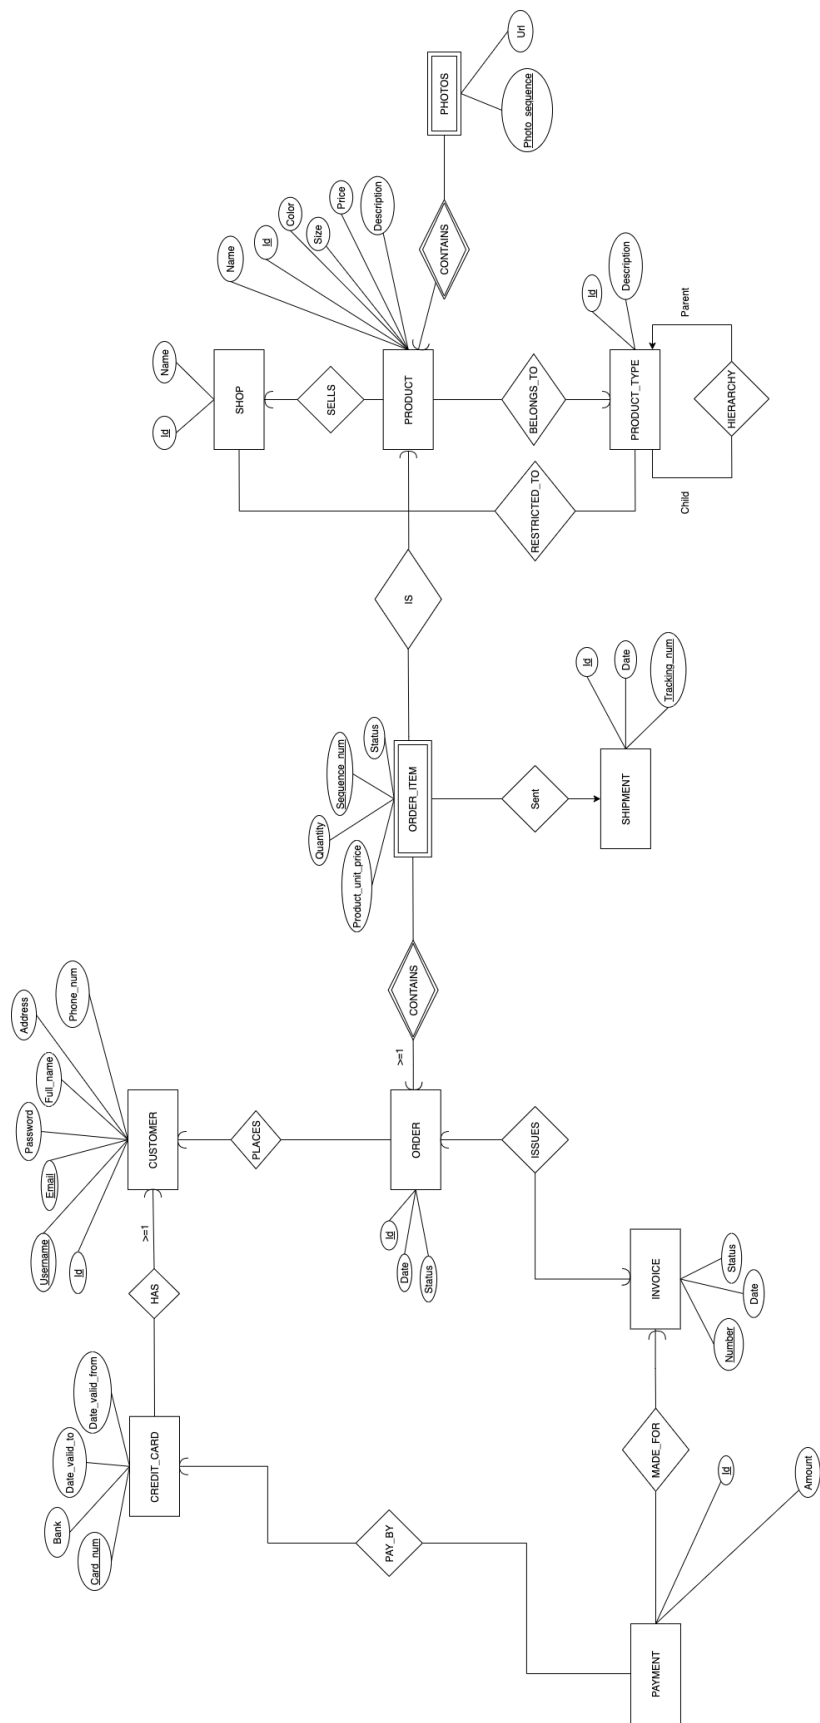 Card_num
Bank
Date_valid_to
Date_valid_from
CREDIT_CARD
HAS
>=1
Id
Username
Email
Password
Full_name
Address
Phone_num
CUSTOMER
PLACES
PAY_BY
PAYMENT
Id
Amount
MADE_FOR
INVOICE
Number
Date
Status
ISSUES
Id
Date
Status
ORDER
>=1
CONTAINS
Product_unit_price
Quantity
Sequence_num
Status
ORDER_ITEM
Sent
SHIPMENT
Id
Date
Tracking_num
IS
Id
Name
SHOP
SELLS
RESTRICTED_TO
Name
Id
Color
Size
Price
Description
PRODUCT
BELONGS_TO
PRODUCT_TYPE
Id
Description
Child
HIERARCHY
Parent
CONTAINS
PHOTOS
Photo_sequence
Url